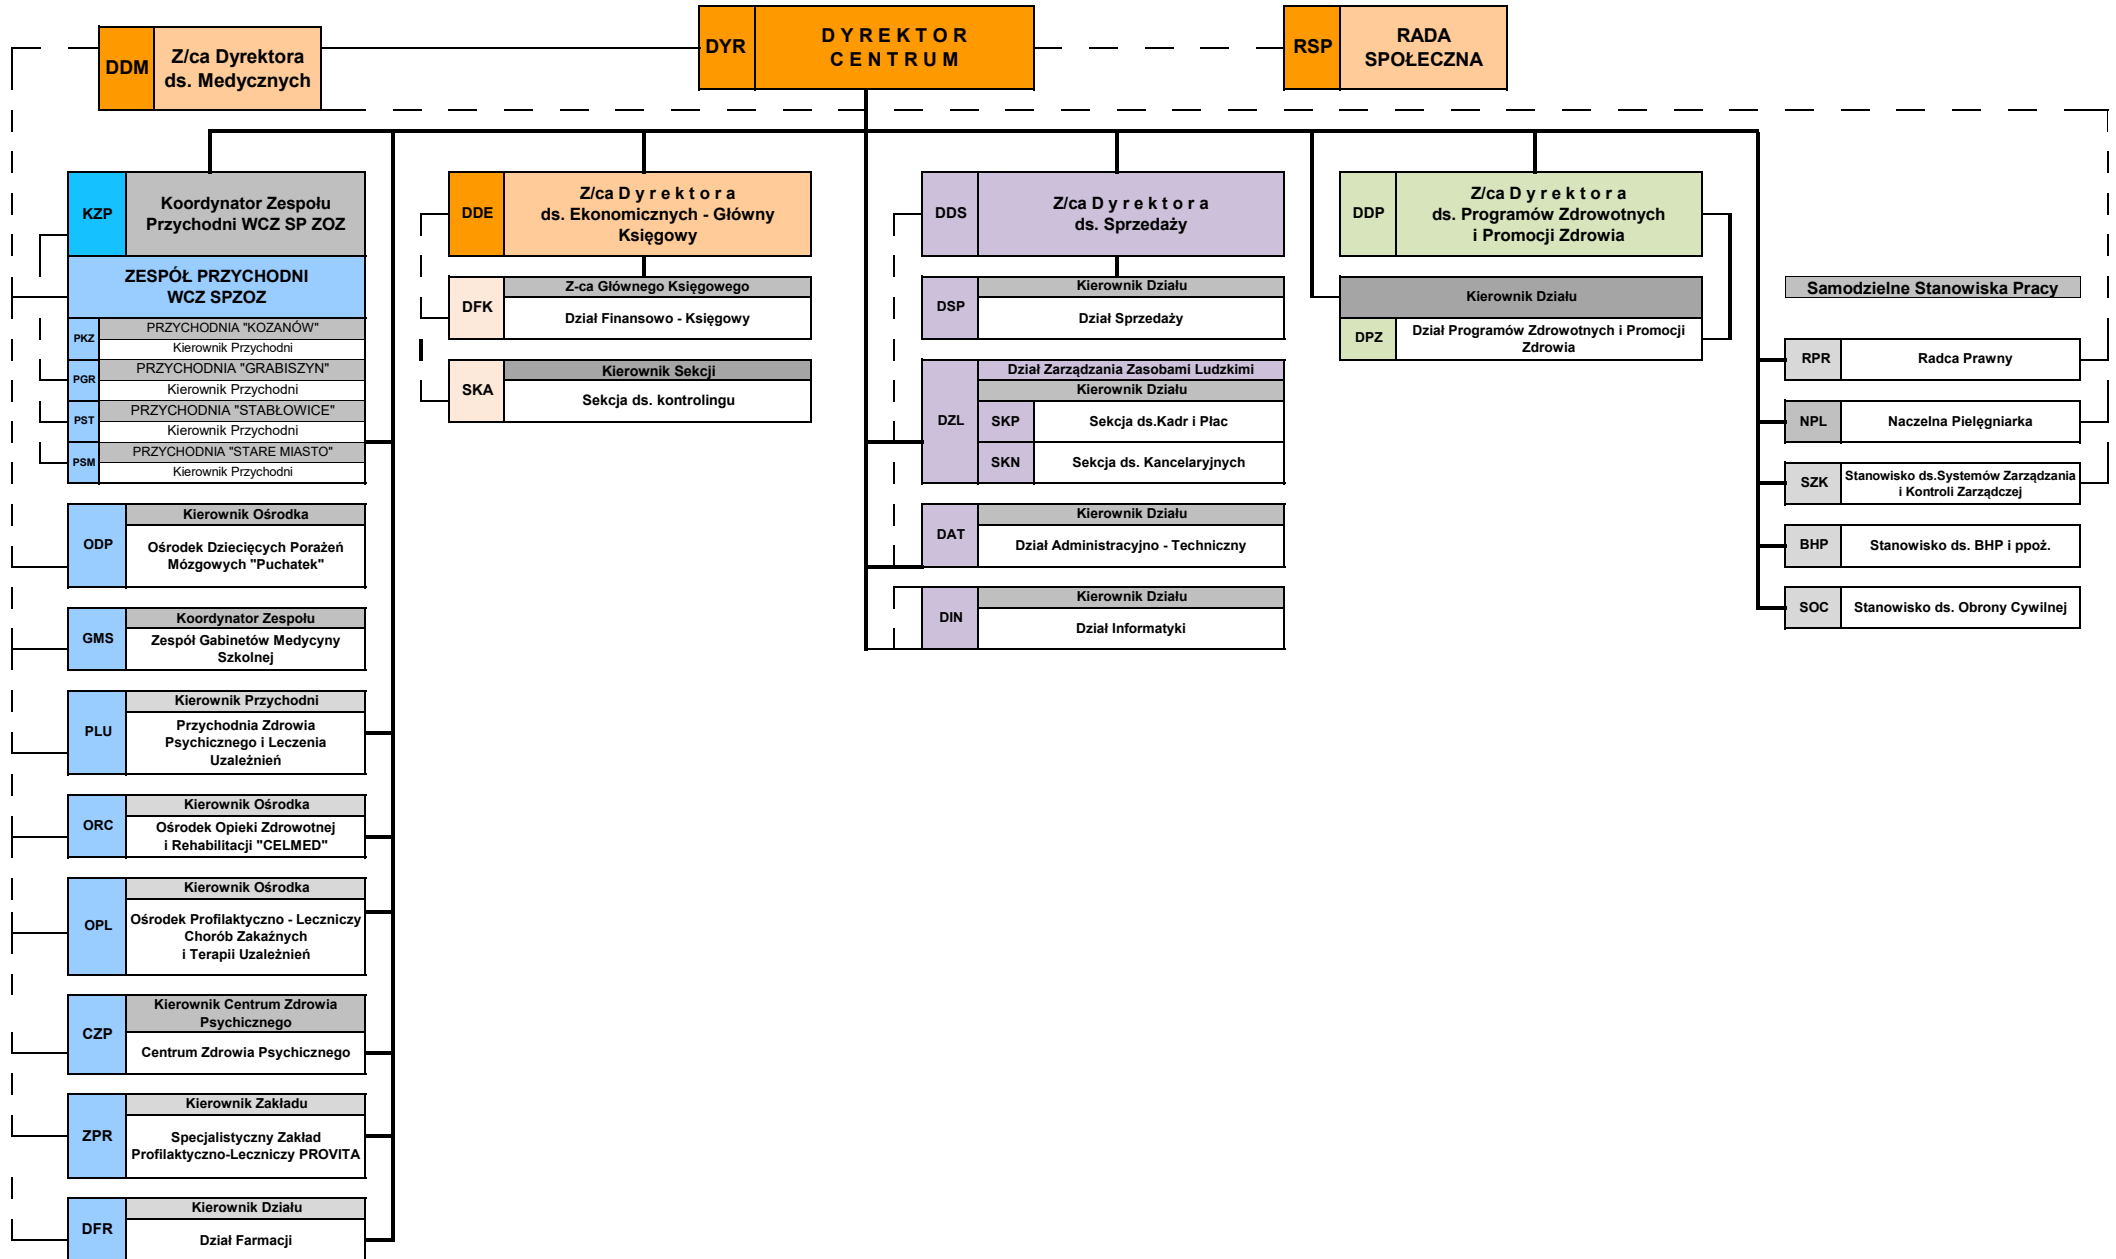 DDM
Z/ca Dyrektora
ds. Medycznych
DYR
D Y R E K T O R
C E N T R U M
RSP
RADA
SPOŁECZNA
KZP
Koordynator Zespołu
Przychodni WCZ SP ZOZ
ZESPÓŁ PRZYCHODNI
WCZ SPZOZ
PKZ
PRZYCHODNIA "KOZANÓW"
Kierownik Przychodni
PGR
PRZYCHODNIA "GRABISZYN"
Kierownik Przychodni
PST
PRZYCHODNIA "STABŁOWICE"
Kierownik Przychodni
PSM
PRZYCHODNIA "STARE MIASTO"
Kierownik Przychodni
ODP
Kierownik Ośrodka
Ośrodek Dziecięcych Porażeń
Mózgowych "Puchatek"
GMS
Koordynator Zespołu
Zespół Gabinetów Medycyny
Szkolnej
PLU
Kierownik Przychodni
Przychodnia Zdrowia
Psychicznego i Leczenia
Uzależnień
ORC
Kierownik Ośrodka
Ośrodek Opieki Zdrowotnej
i Rehabilitacji "CELMED"
OPL
Kierownik Ośrodka
Ośrodek Profilaktyczno - Leczniczy
Chorób Zakaźnych
i Terapii Uzależnień
CZP
Kierownik Centrum Zdrowia
Psychicznego
Centrum Zdrowia Psychicznego
ZPR
Kierownik Zakładu
Specjalistyczny Zakład
Profilaktyczno-Leczniczy PROVITA
DFR
Kierownik Działu
Dział Farmacji
DDE
Z/ca D y r e k t o r a
ds. Ekonomicznych - Główny
Księgowy
DFK
Z-ca Głównego Księgowego
Dział Finansowo - Księgowy
SKA
Kierownik Sekcji
Sekcja ds. kontrolingu
DDS
Z/ca D y r e k t o r a
ds. Sprzedaży
DSP
Kierownik Działu
Dział Sprzedaży
DZL
Dział Zarządzania Zasobami Ludzkimi
Kierownik Działu
SKP
Sekcja ds.Kadr i Płac
SKN
Sekcja ds. Kancelaryjnych
DAT
Kierownik Działu
Dział Administracyjno - Techniczny
DIN
Kierownik Działu
Dział Informatyki
DDP
Z/ca D y r e k t o r a
ds. Programów Zdrowotnych
i Promocji Zdrowia
Kierownik Działu
DPZ
Dział Programów Zdrowotnych i Promocji
Zdrowia
Samodzielne Stanowiska Pracy
RPR
Radca Prawny
NPL
Naczelna Pielęgniarka
SZK
Stanowisko ds.Systemów Zarządzania
i Kontroli Zarządczej
BHP
Stanowisko ds. BHP i ppoż.
SOC
Stanowisko ds. Obrony Cywilnej